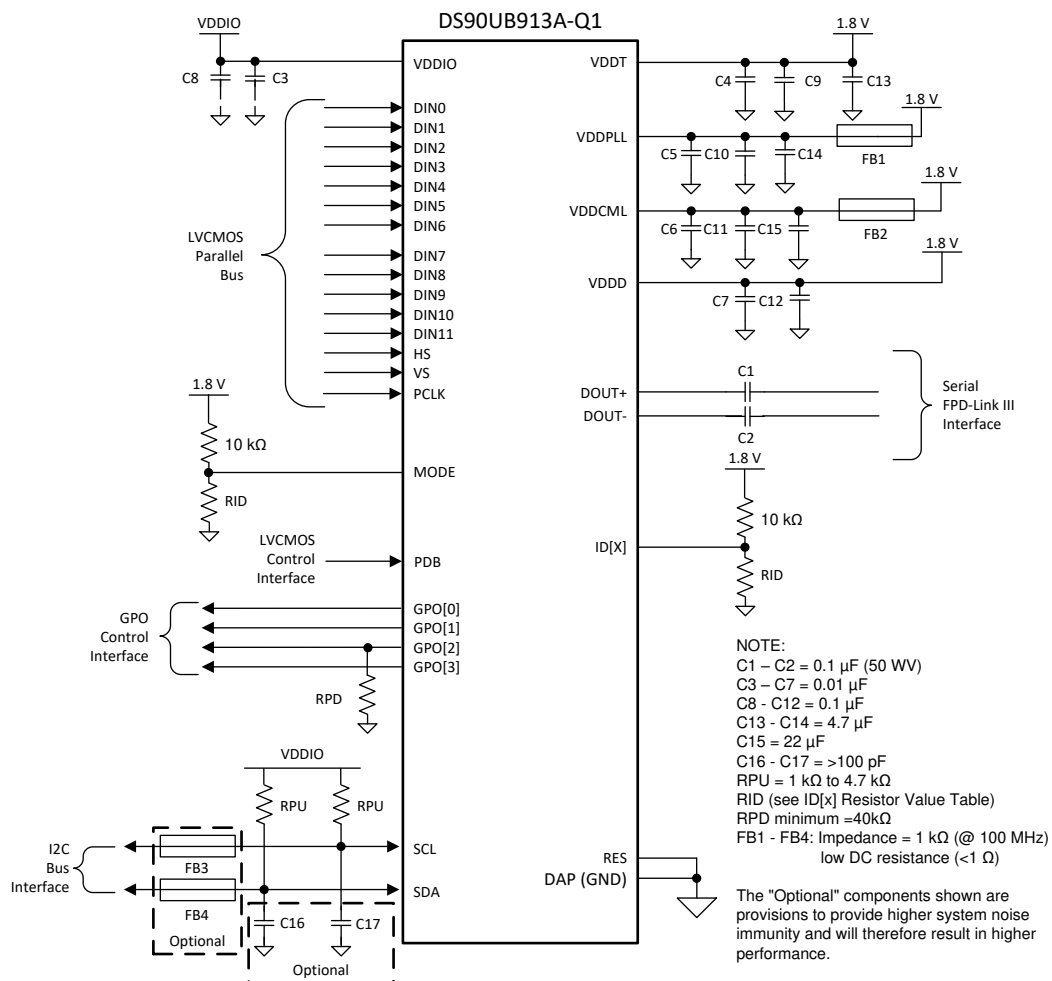 DS90UB913A-Q1
VDDIO
1.8 V
VDDIO
VDDT
C8
C3
C4
C9
C13
1.8 V
DIN0
DIN1
DIN2
DIN3
DIN4
DIN5
DIN6
DIN7
DIN8
DIN9
DIN10
DIN11
HS
VS
PCLK
LVCMOS
Parallel
Bus
VDDPLL
C5
C10
C14
FB1
1.8 V
VDDCML
C6
C11
C15
FB2
1.8 V
VDDD
C7
C12
C1
DOUT+
DOUT-
C2
Serial
FPD-Link III
Interface
1.8 V
10 kΩ
MODE
RID
1.8 V
10 kΩ
ID[X]
RID
LVCMOS
Control
Interface
PDB
GPO
Control
Interface
GPO[0]
GPO[1]
GPO[2]
GPO[3]
RPD
VDDIO
RPU
RPU
I2C
Bus
Interface
FB3
SCL
FB4
SDA
Optional
C16
C17
Optional
RES
DAP (GND)
NOTE:
C1 – C2 = 0.1 µF (50 WV)
C3 – C7 = 0.01 µF
C8 - C12 = 0.1 µF
C13 - C14 = 4.7 µF
C15 = 22 µF
C16 - C17 = >100 pF
RPU = 1 kΩ to 4.7 kΩ
RID (see ID[x] Resistor Value Table)
RPD minimum =40kΩ
FB1 - FB4: Impedance = 1 kΩ (@ 100 MHz)
low DC resistance (<1 Ω)
The "Optional" components shown are
provisions to provide higher system noise
immunity and will therefore result in higher
performance.